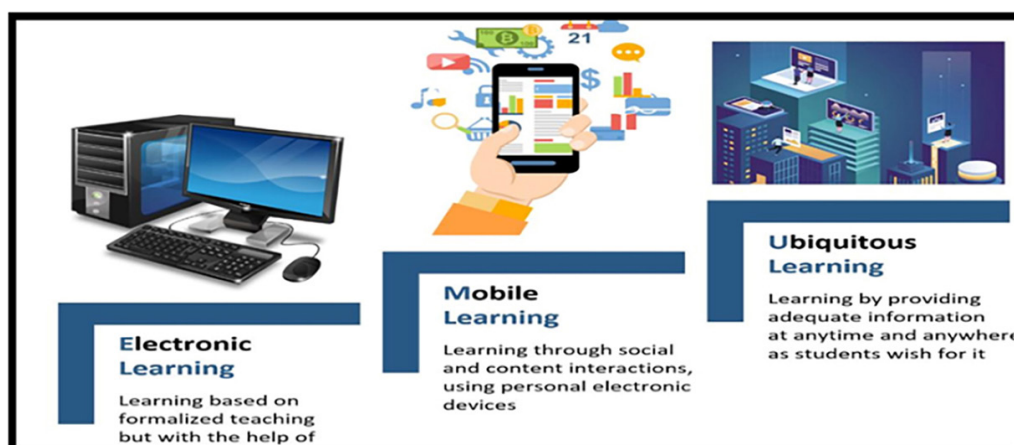 Electronic
Learning
Learning based on
formalized teaching
but with the help of
21
Mobile
Learning
Learning through social
and content interactions,
using personal electronic
devices
Ubiquitous
Learning
Learning by providing
adequate information
at anytime and anywhere
as students wish for it